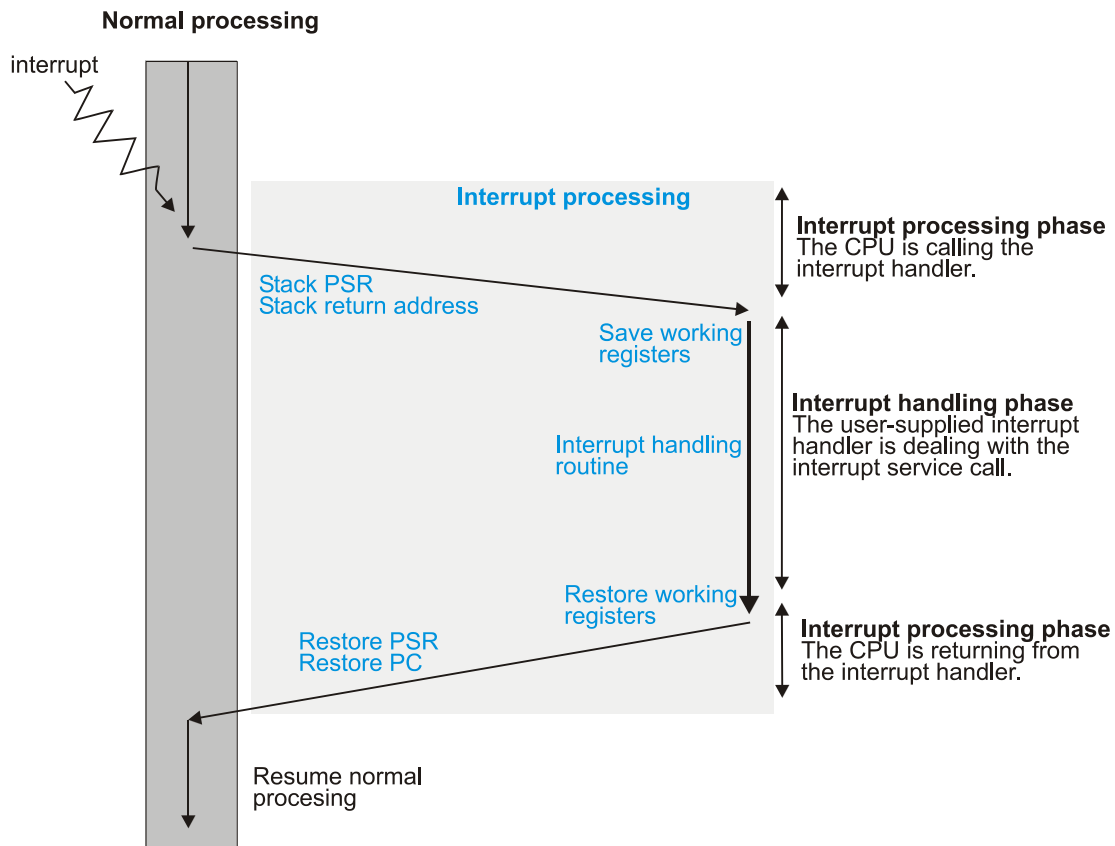 Normal processing
interrupt
Interrupt processing
Interrupt processing phase
The CPU is calling the
interrupt handler.
Stack PSR
Stack return address
Save working
registers
Interrupt handling phase
The user-supplied interrupt
handler is dealing with the
interrupt service call.
Interrupt handling
routine
Restore working
registers
Interrupt processing phase
The CPU is returning from
the interrupt handler.
Restore PSR
Restore PC
Resume normal
procesing